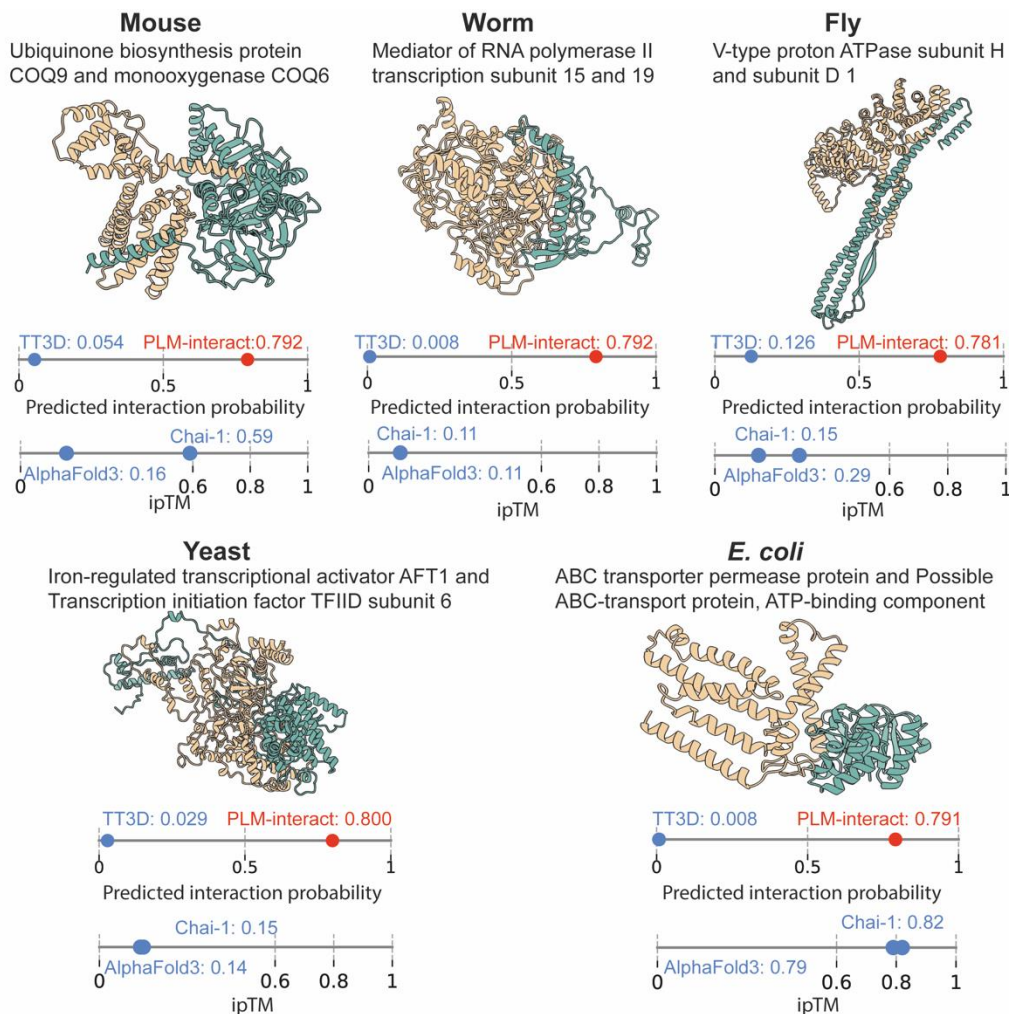 Mouse
Ubiquinone biosynthesis protein
COQ9 and monooxygenase COQ6
TT3D: 0.054 PLM-interact:0.792
0 0.5 1
Predicted interaction probability
Chai-1: 0.59
AlphaFold3: 0.16
0 0.6 0.8 1
ipTM
Worm
Mediator of RNA polymerase II
transcription subunit 15 and 19
TT3D: 0.008 PLM-interact: 0.792
0 0.5 1
Predicted interaction probability
Chai-1: 0.11
AlphaFold3: 0.11
0 0.6 0.8 1
ipTM
Fly
V-type proton ATPase subunit H
and subunit D 1
TT3D: 0.126 PLM-interact: 0.781
0 0.5 1
Predicted interaction probability
Chai-1: 0.15
AlphaFold3: 0.29
0 0.6 0.8 1
ipTM
Yeast
Iron-regulated transcriptional activator AFT1 and
Transcription initiation factor TFIID subunit 6
TT3D: 0.029 PLM-interact: 0.800
0 0.5 1
Predicted interaction probability
Chai-1: 0.15
AlphaFold3: 0.14
0 0.6 0.8 1
ipTM
E. coli
ABC transporter permease protein and Possible
ABC-transport protein, ATP-binding component
TT3D: 0.008 PLM-interact: 0.791
0 0.5 1
Predicted interaction probability
Chai-1: 0.82
AlphaFold3: 0.79
0 0.6 0.8 1
ipTM